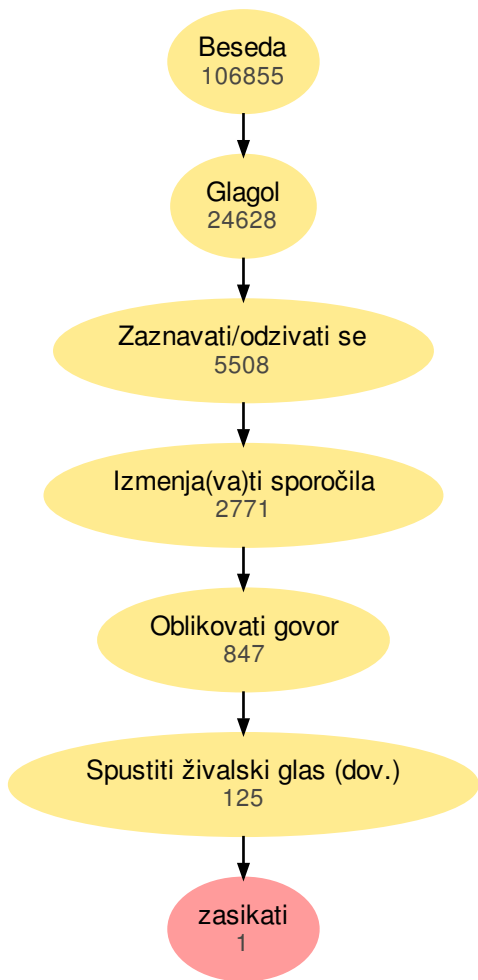 Beseda
106855
Glagol
24628
Zaznavati/odzivati se
5508
Izmenja(va)ti sporočila
2771
Oblikovati govor
847
Spustiti živalski glas (dov.)
125
zasikati
1